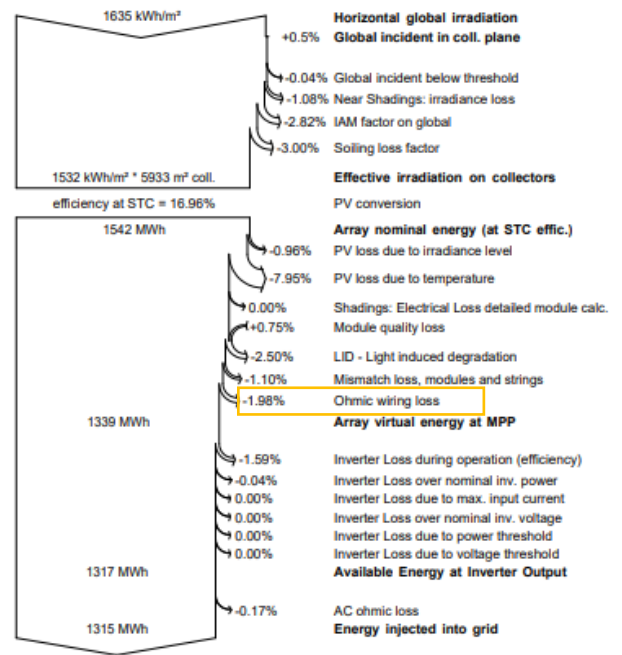 1635 kWh/m² Horizontal global irradiation
+0.5% Global incident in coll. plane
-0.04% Global incident below threshold
-1.08% Near Shadings: irradiance loss
-2.82% IAM factor on global
-3.00% Soiling loss factor
1532 kWh/m² * 5933 m² coll. Effective irradiation on collectors
efficiency at STC = 16.96% PV conversion
1542 MWh Array nominal energy (at STC effic.)
-0.96% PV loss due to irradiance level
-7.95% PV loss due to temperature
0.00% Shadings: Electrical Loss detailed module calc.
+0.75% Module quality loss
-2.50% LID - Light induced degradation
-1.10% Mismatch loss, modules and strings
-1.98% Ohmic wiring loss
1339 MWh Array virtual energy at MPP
-1.59% Inverter Loss during operation (efficiency)
-0.04% Inverter Loss over nominal inv. power
0.00% Inverter Loss due to max. input current
0.00% Inverter Loss over nominal inv. voltage
0.00% Inverter Loss due to power threshold
0.00% Inverter Loss due to voltage threshold
1317 MWh Available Energy at Inverter Output
-0.17% AC ohmic loss
1315 MWh Energy injected into grid